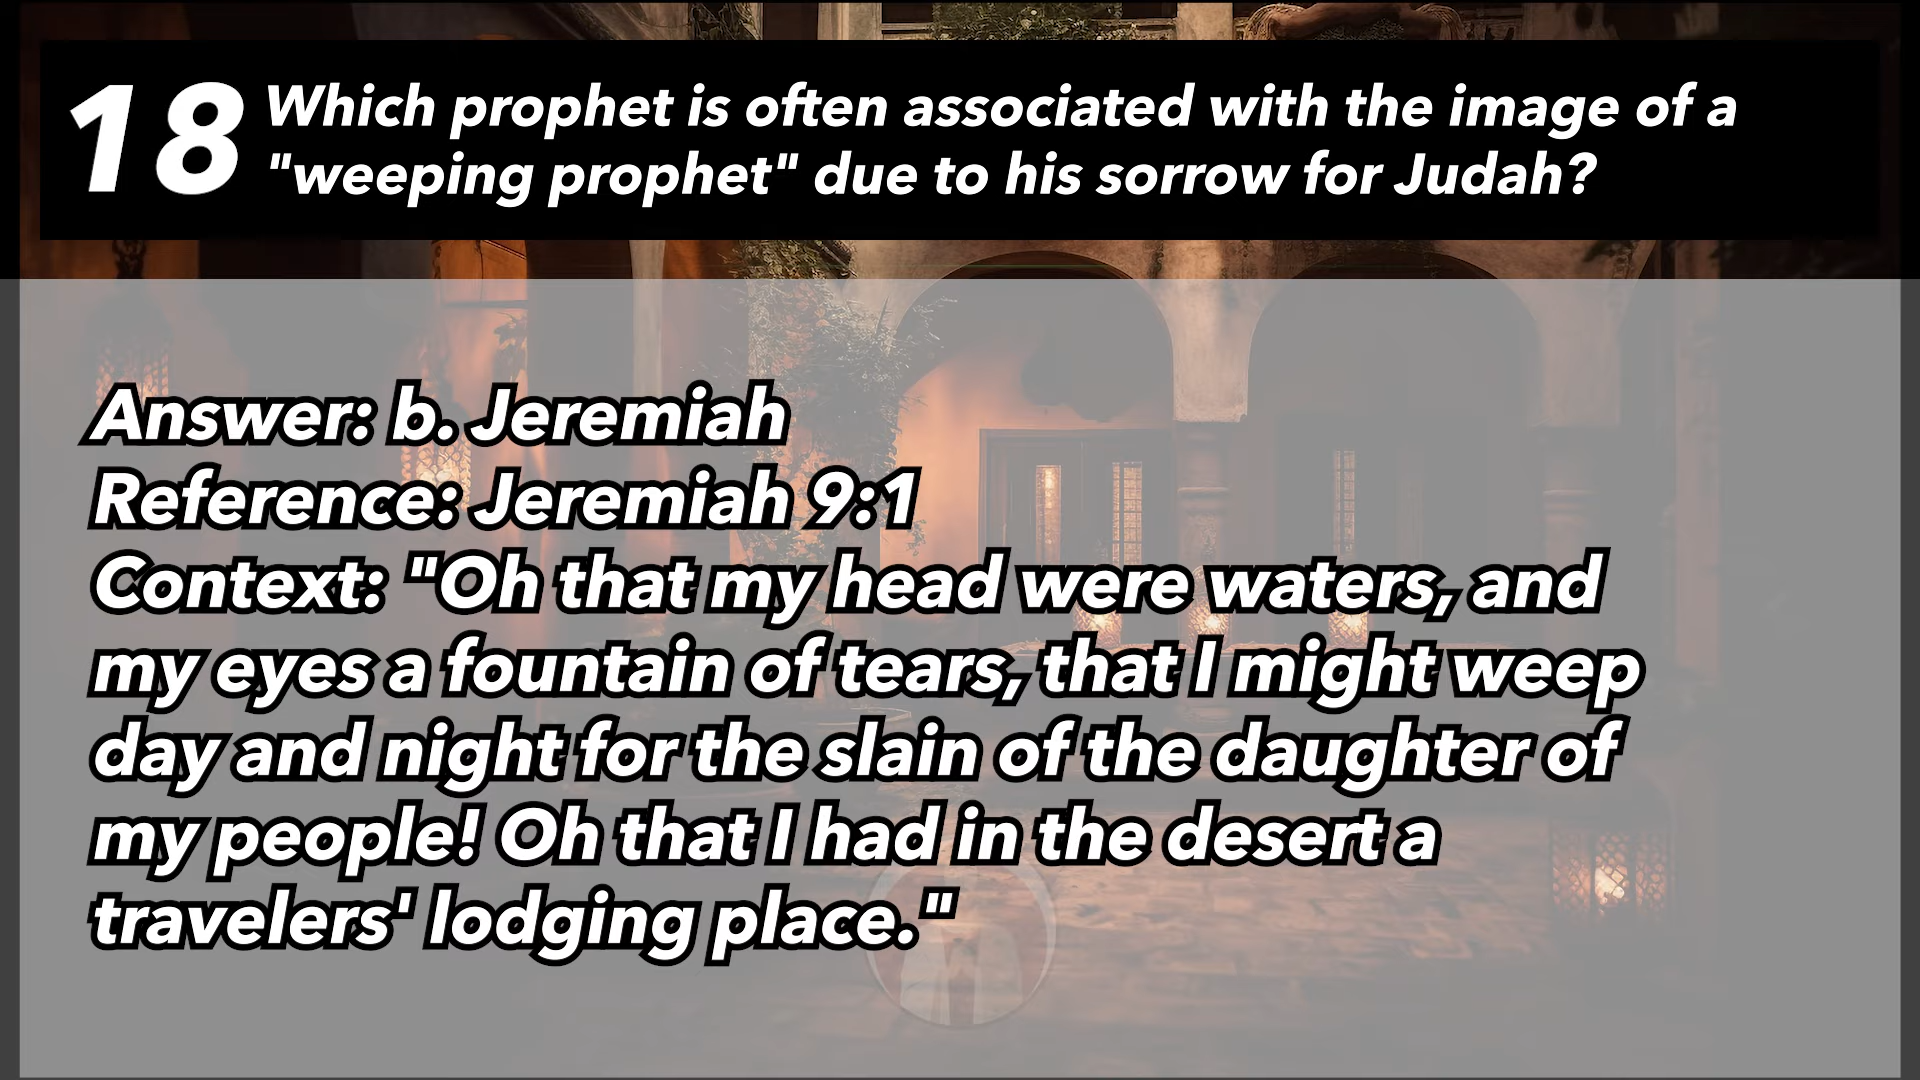 18
Which prophet is often associated with the image of a
"weeping prophet" due to his sorrow for Judah?
Answer: b. Jeremiah
Reference: Jeremiah 9:1
Context: "Oh that my head were waters, and
my eyes a fountain of tears, that I might weep
day and night for the slain of the daughter of
my people! Oh that I had in the desert a
travelers' lodging place."